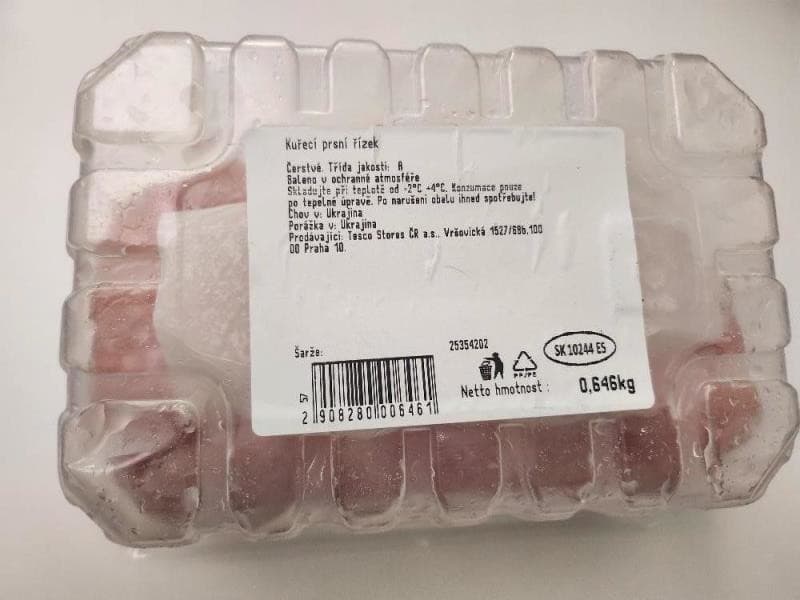 Kuřecí prsní řízek
Čerstvé. Třída jakosti: A
Baleno v ochranné atmosféře
Skladujte při teplotě od -2°C +4°C. Konzumace pouze
po tepelné úpravě. Po narušení obalu ihned spotřebujte!
Chov v: Ukrajina
Porážka v: Ukrajina
Prodávající: Tesco Stores ČR a.s., Vršovická 1527/68b,100
00 Praha 10.
Šarže: 25354202
SK 10244 ES
PP/PE
Netto hmotnost : 0,646kg
2 908280 006461